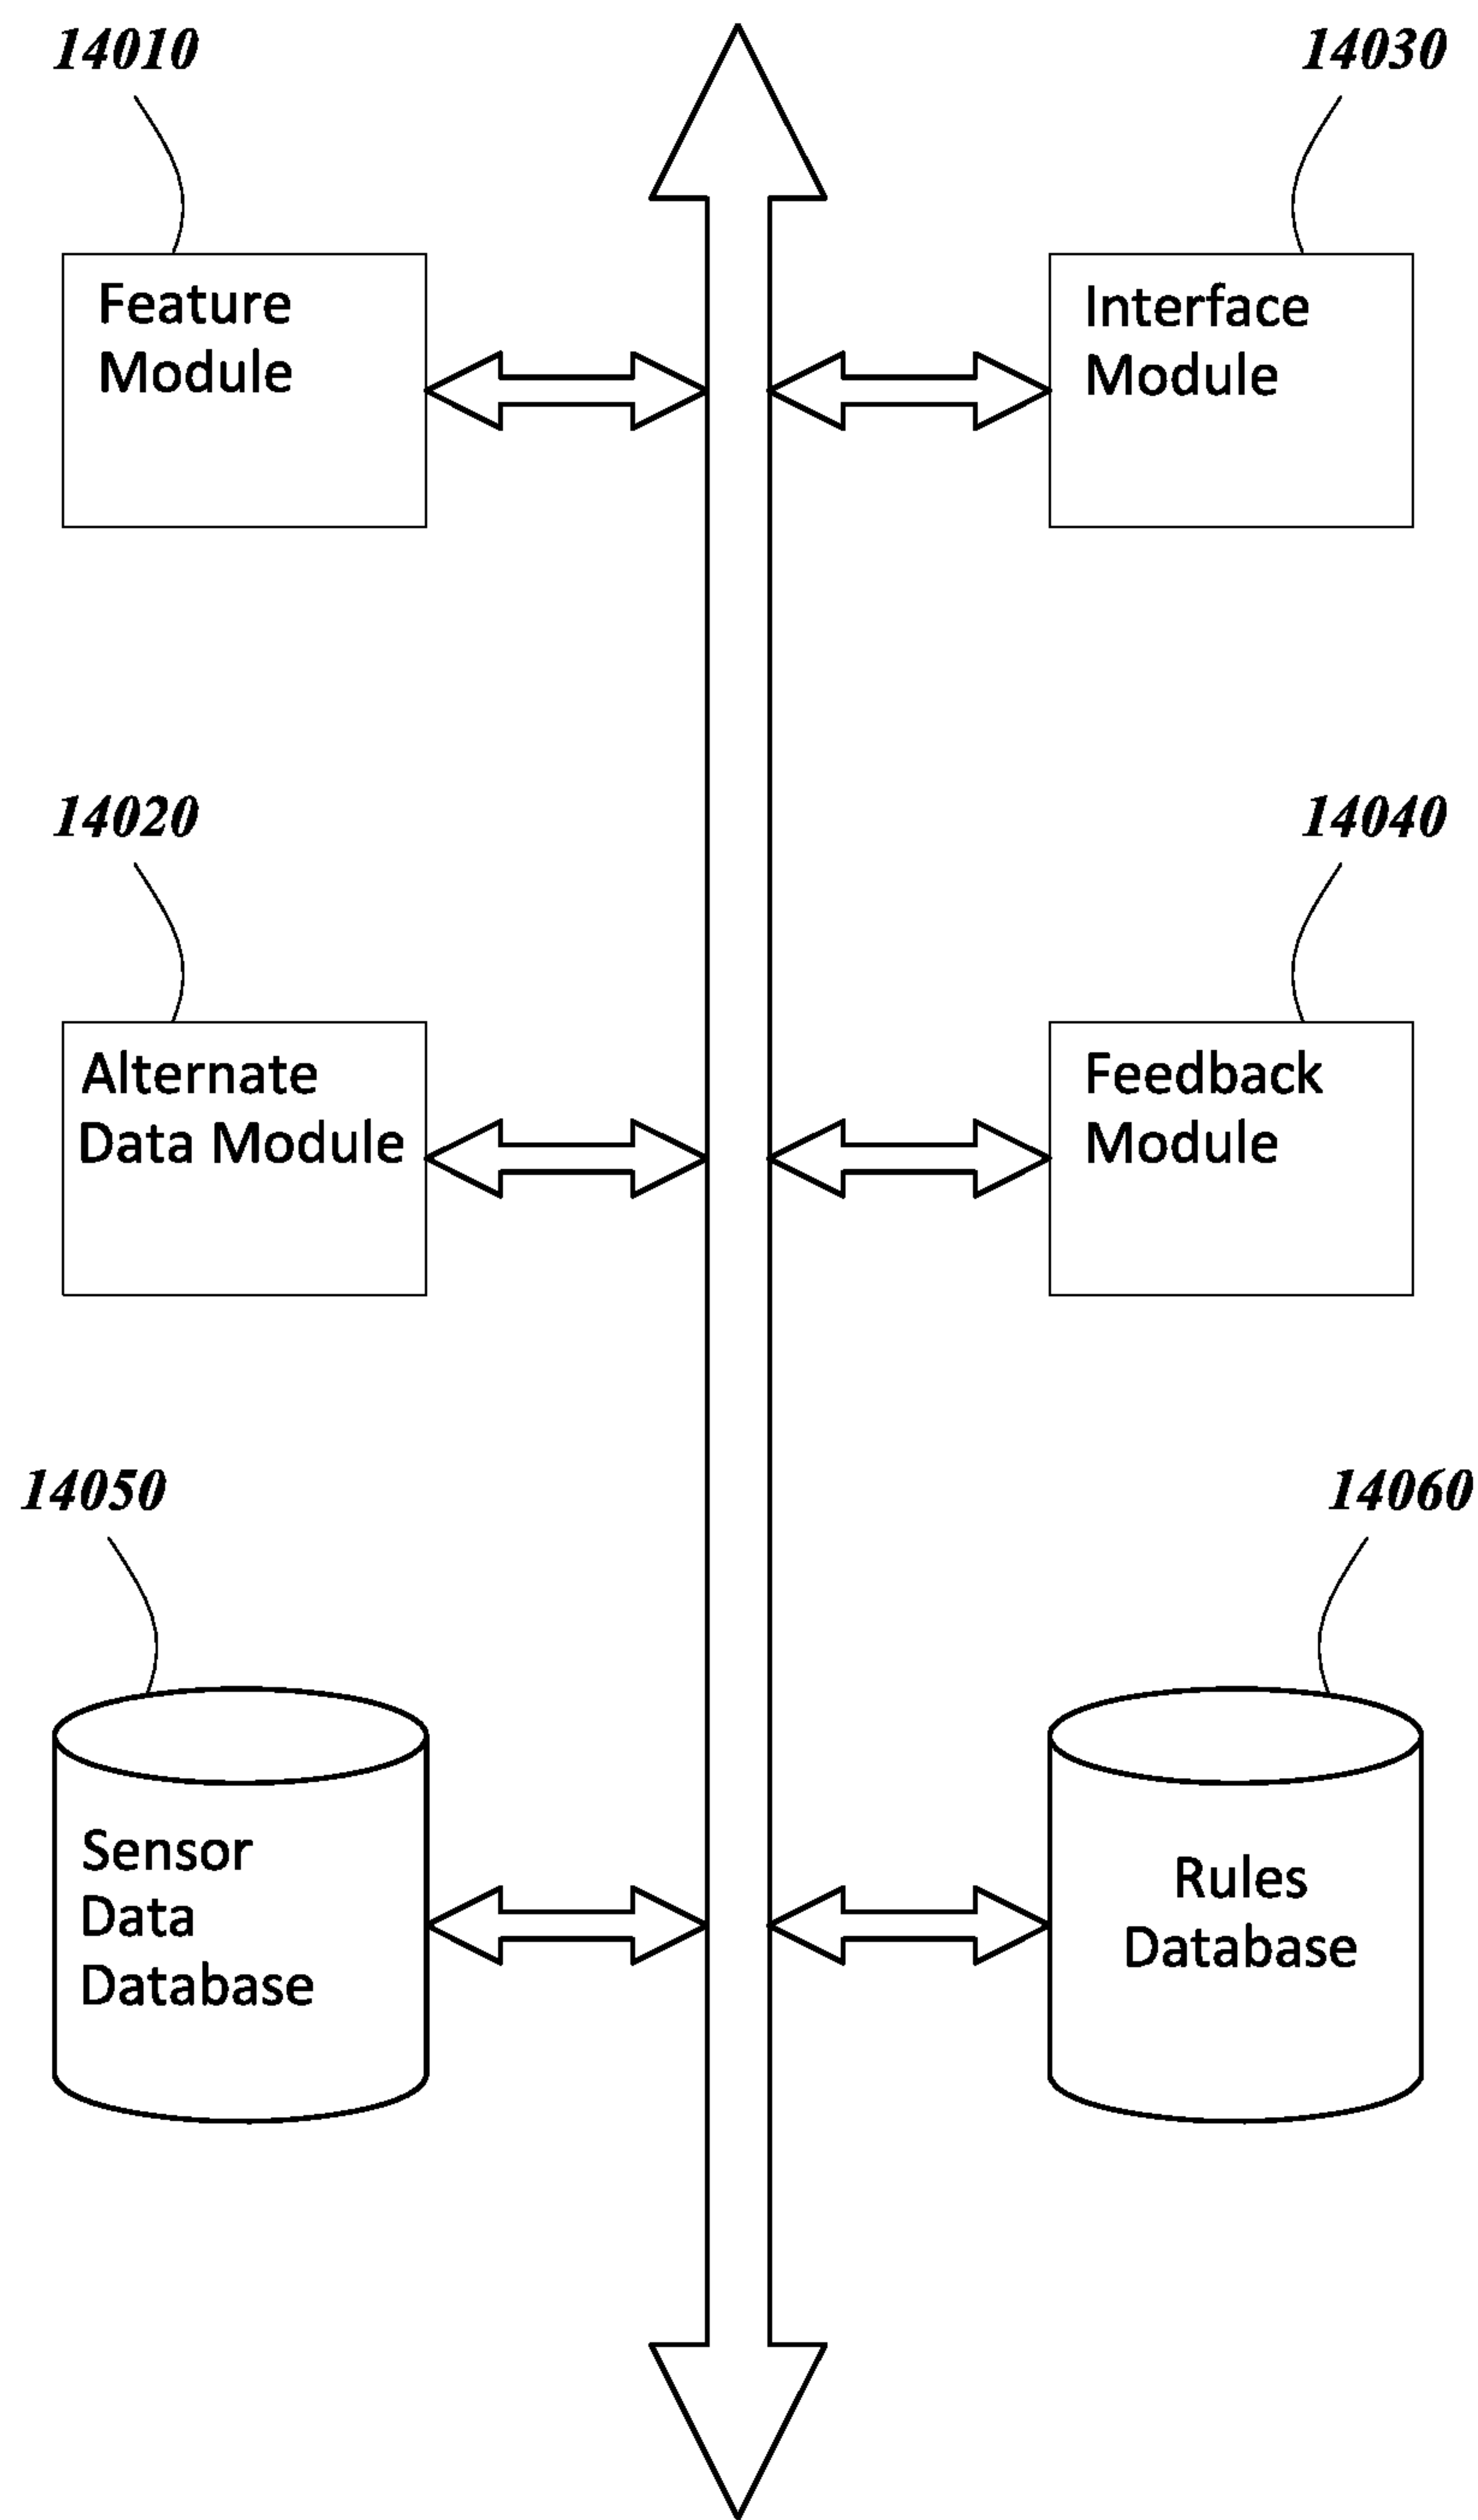 14010
14030
Feature
Module
Interface
Module
14020
14040
Alternate
Data Module
Feedback
Module
14050
14060
Sensor
Data
Database
Rules
Database